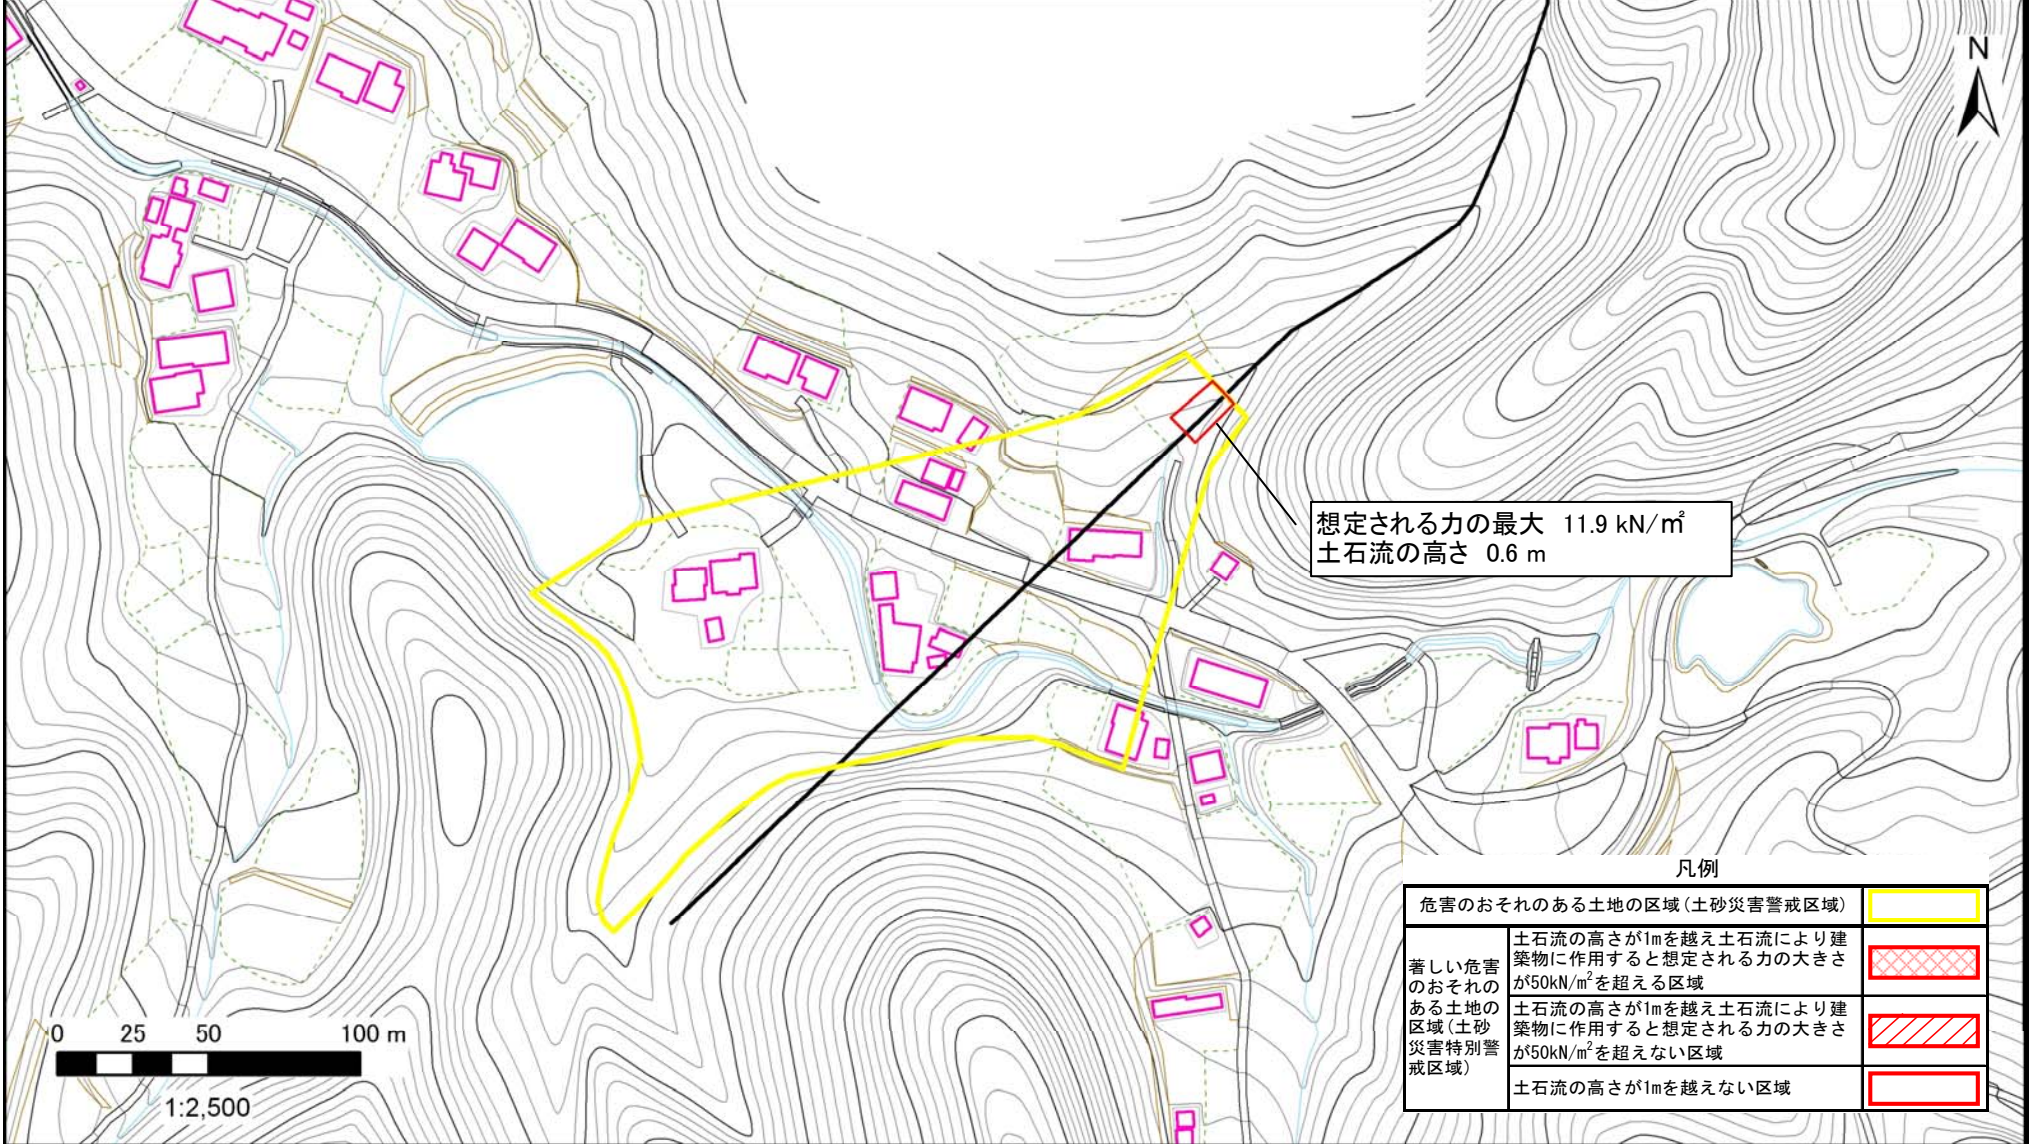 N
想定される力の最大 11.9 kN/㎡
土石流の高さ 0.6 m
凡例
危害のおそれのある土地の区域（土砂災害警戒区域）
著しい危害
のおそれの
ある土地の
区域（土砂
災害特別警
戒区域）
土石流の高さが1mを越え土石流により建
築物に作用すると想定される力の大きさ
が50kN/m²を超える区域
土石流の高さが1mを越え土石流により建
築物に作用すると想定される力の大きさ
が50kN/m²を超えない区域
土石流の高さが1mを越えない区域
0 25 50 100 m
1:2,500